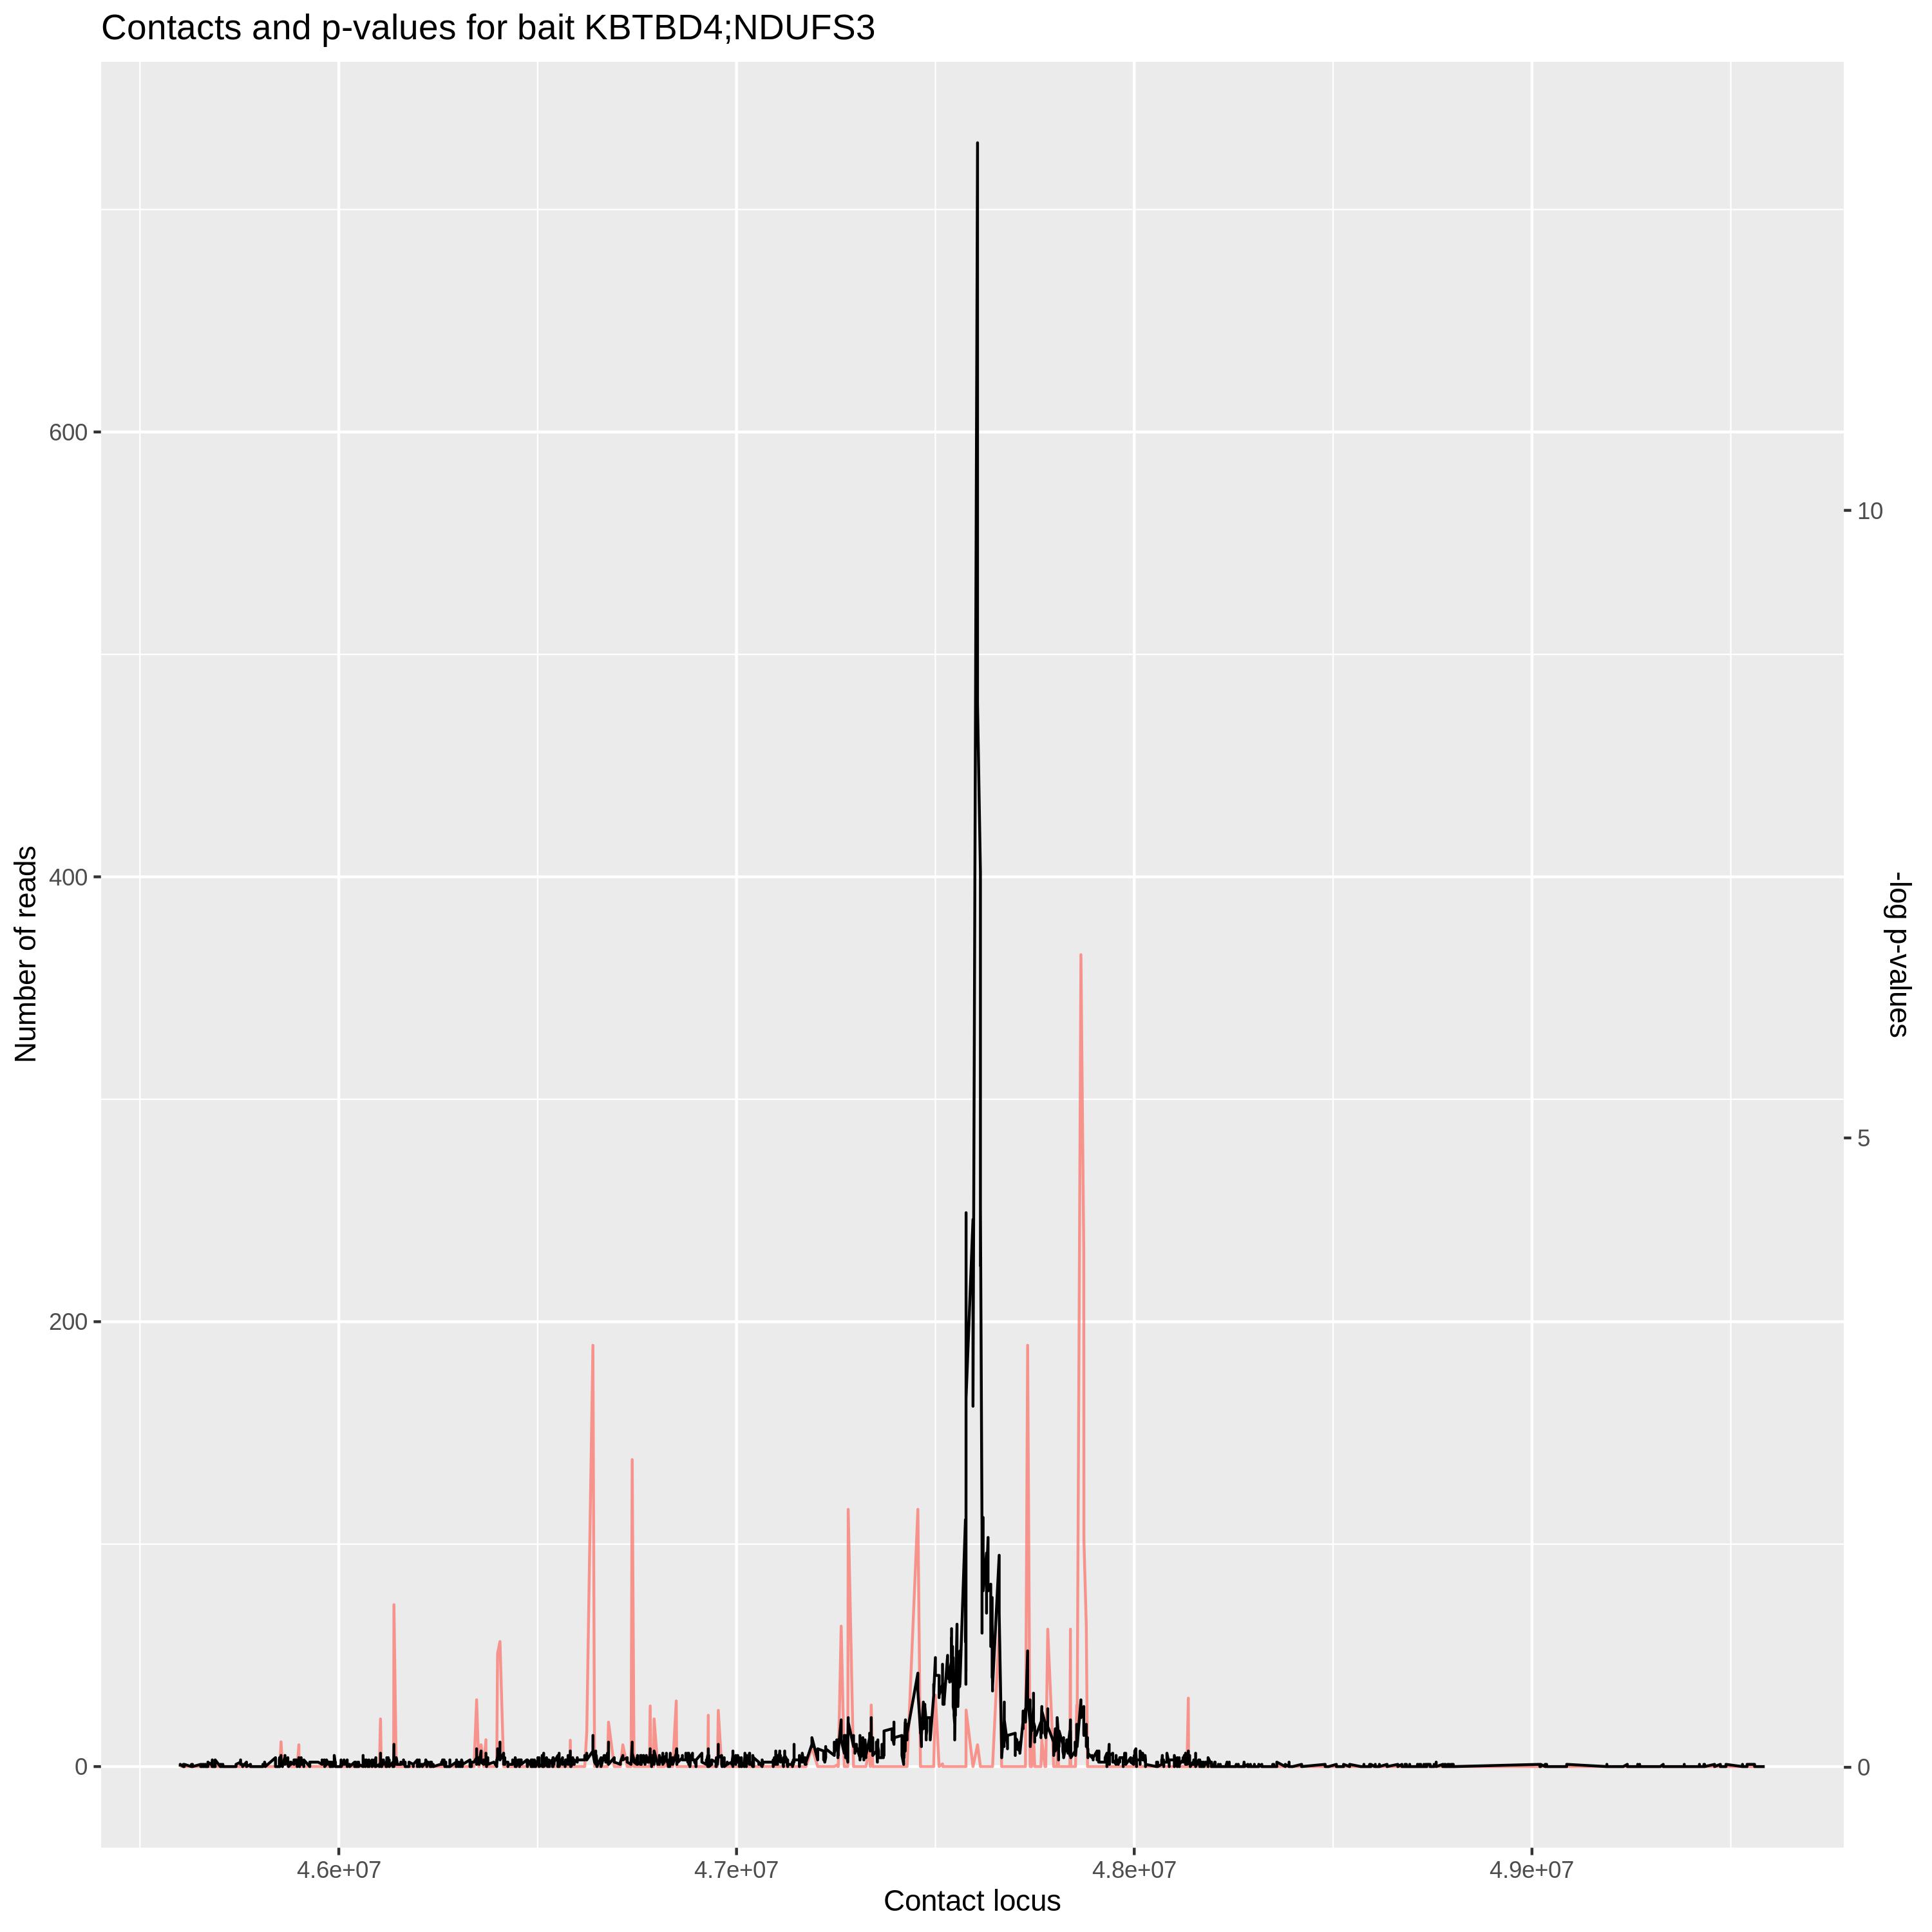 Contacts and p-values for bait KBTBD4;NDUFS3
600
400
200
0
Number of reads
10
5
0
-log p-values
4.6e+07
4.7e+07
4.8e+07
4.9e+07
Contact locus